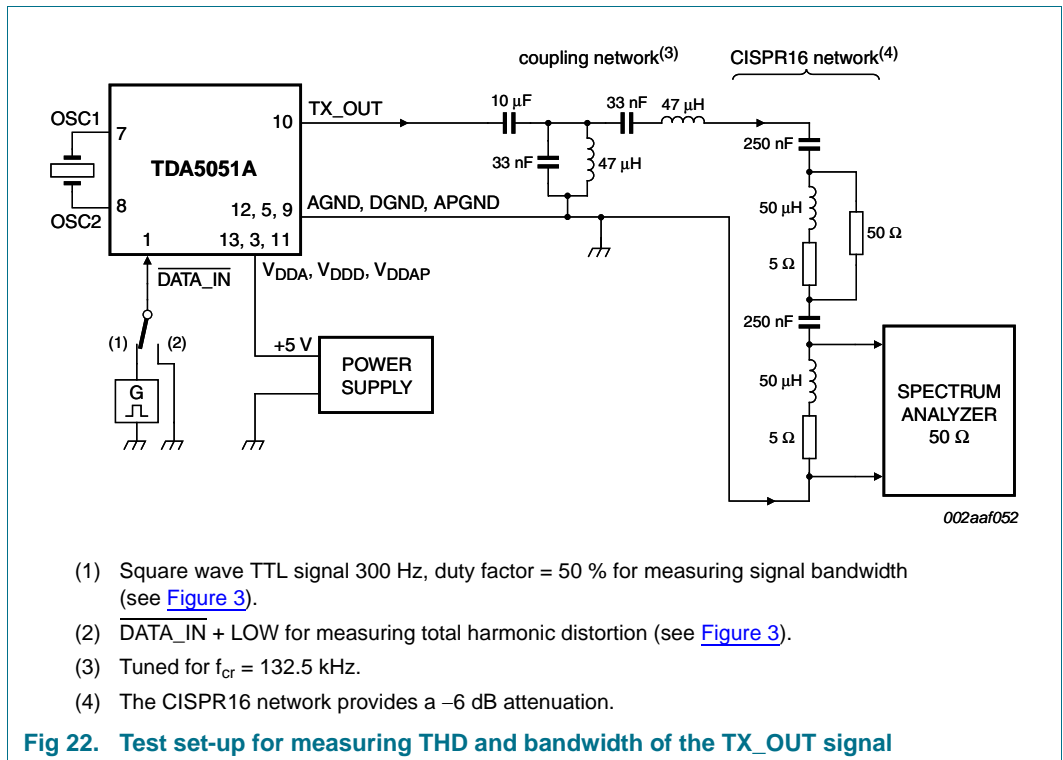 coupling network(3)
CISPR16 network(4)
OSC1
7
TDA5051A
8
OSC2
10
TX_OUT
12, 5, 9
AGND, DGND, APGND
1
13, 3, 11
DATA_IN
VDDA, VDDD, VDDAP
(1)
(2)
G
+5 V
POWER
SUPPLY
10 μF
33 nF
47 μH
33 nF
47 μH
250 nF
50 μH
50 Ω
5 Ω
250 nF
50 μH
5 Ω
SPECTRUM
ANALYZER
50 Ω
002aaf052
(1) Square wave TTL signal 300 Hz, duty factor = 50 % for measuring signal bandwidth
(see Figure 3).
(2) DATA_IN + LOW for measuring total harmonic distortion (see Figure 3).
(3) Tuned for fcr = 132.5 kHz.
(4) The CISPR16 network provides a −6 dB attenuation.
Fig 22. Test set-up for measuring THD and bandwidth of the TX_OUT signal